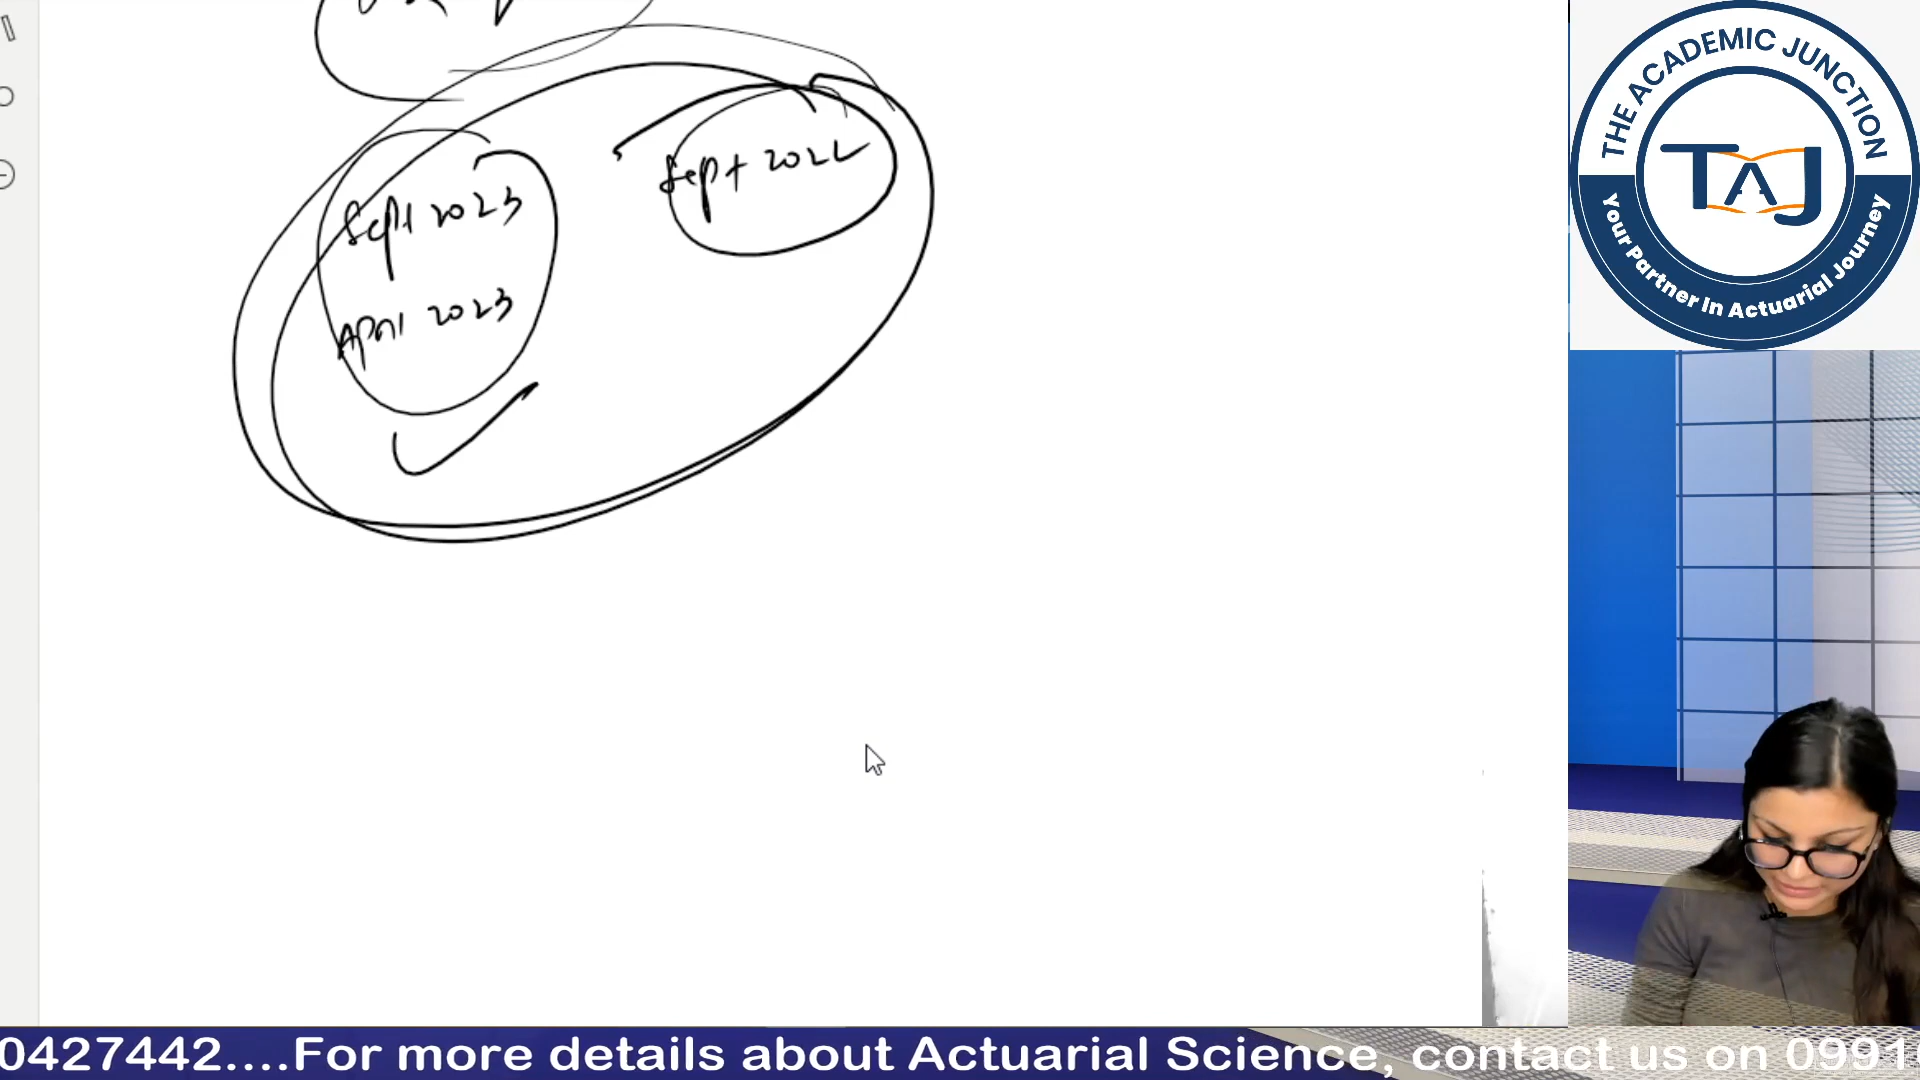 Sept 2022
Sept 2023
April 2023
THE ACADEMIC JUNCTION
TAJ
Your Partner In Actuarial Journey
0427442....For more details about Actuarial Science, contact us on 0991